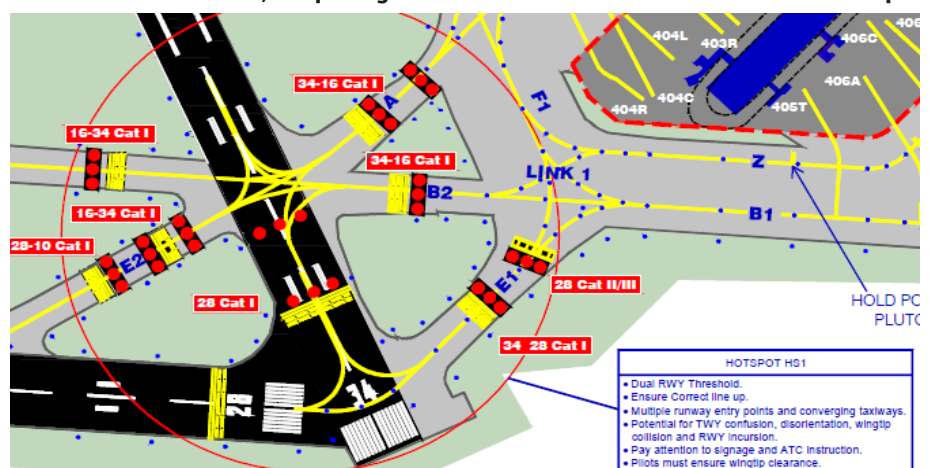 404L
403R
406C
406A
404C
404R
405T
34-16 Cat I
A
F1
16-34 Cat I
34-16 Cat I
LINK 1
Z
B2
B1
16-34 Cat I
28-10 Cat I
E2
E1
28 Cat II/III
28 Cat I
HOLD PO
PLUTO
34 28 Cat I
34
28
HOTSPOT HS1
• Dual RWY Threshold.
• Ensure Correct line up.
• Multiple runway entry points and converging taxiways.
• Potential for TWY confusion, disorientation, wingtip
collision and RWY incursion.
• Pay attention to signage and ATC instruction.
• Pilots must ensure wingtip clearance.